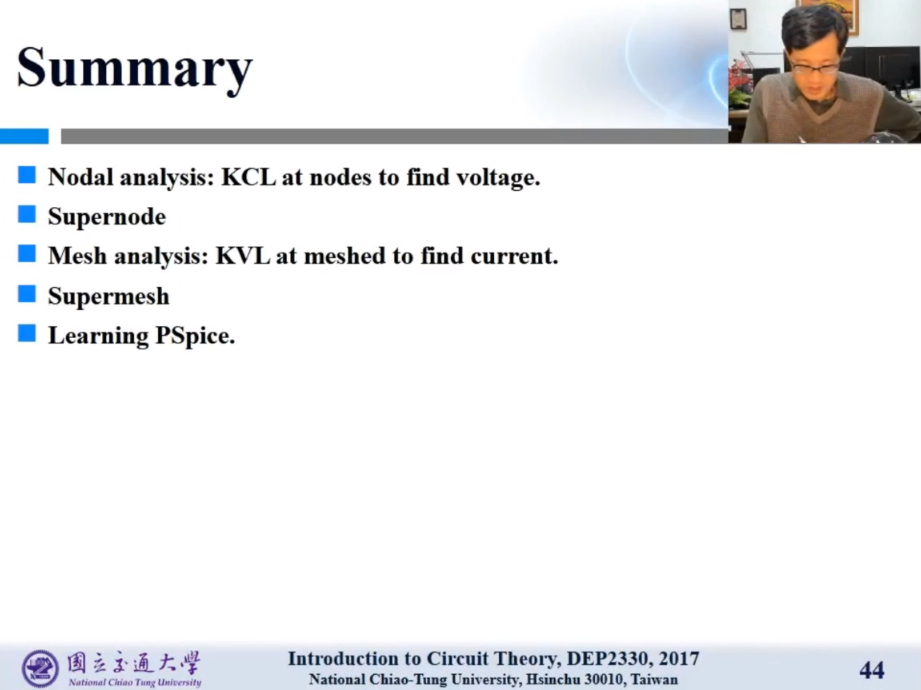 Summary
Nodal analysis: KCL at nodes to find voltage.
Supernode
Mesh analysis: KVL at meshed to find current.
Supermesh
Learning PSpice.
國立交通大學
National Chiao Tung University
Introduction to Circuit Theory, DEP2330, 2017
National Chiao-Tung University, Hsinchu 30010, Taiwan
44